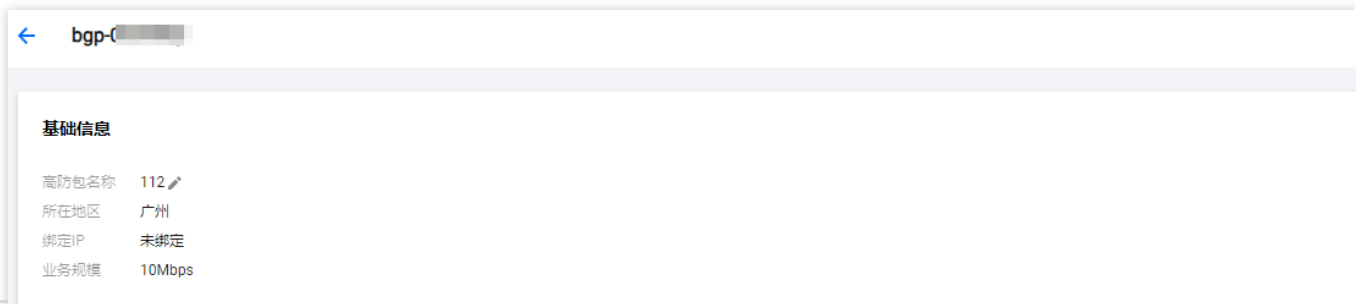 bgp-
基础信息
高防包名称 112
所在地区 广州
绑定IP 未绑定
业务规模 10Mbps